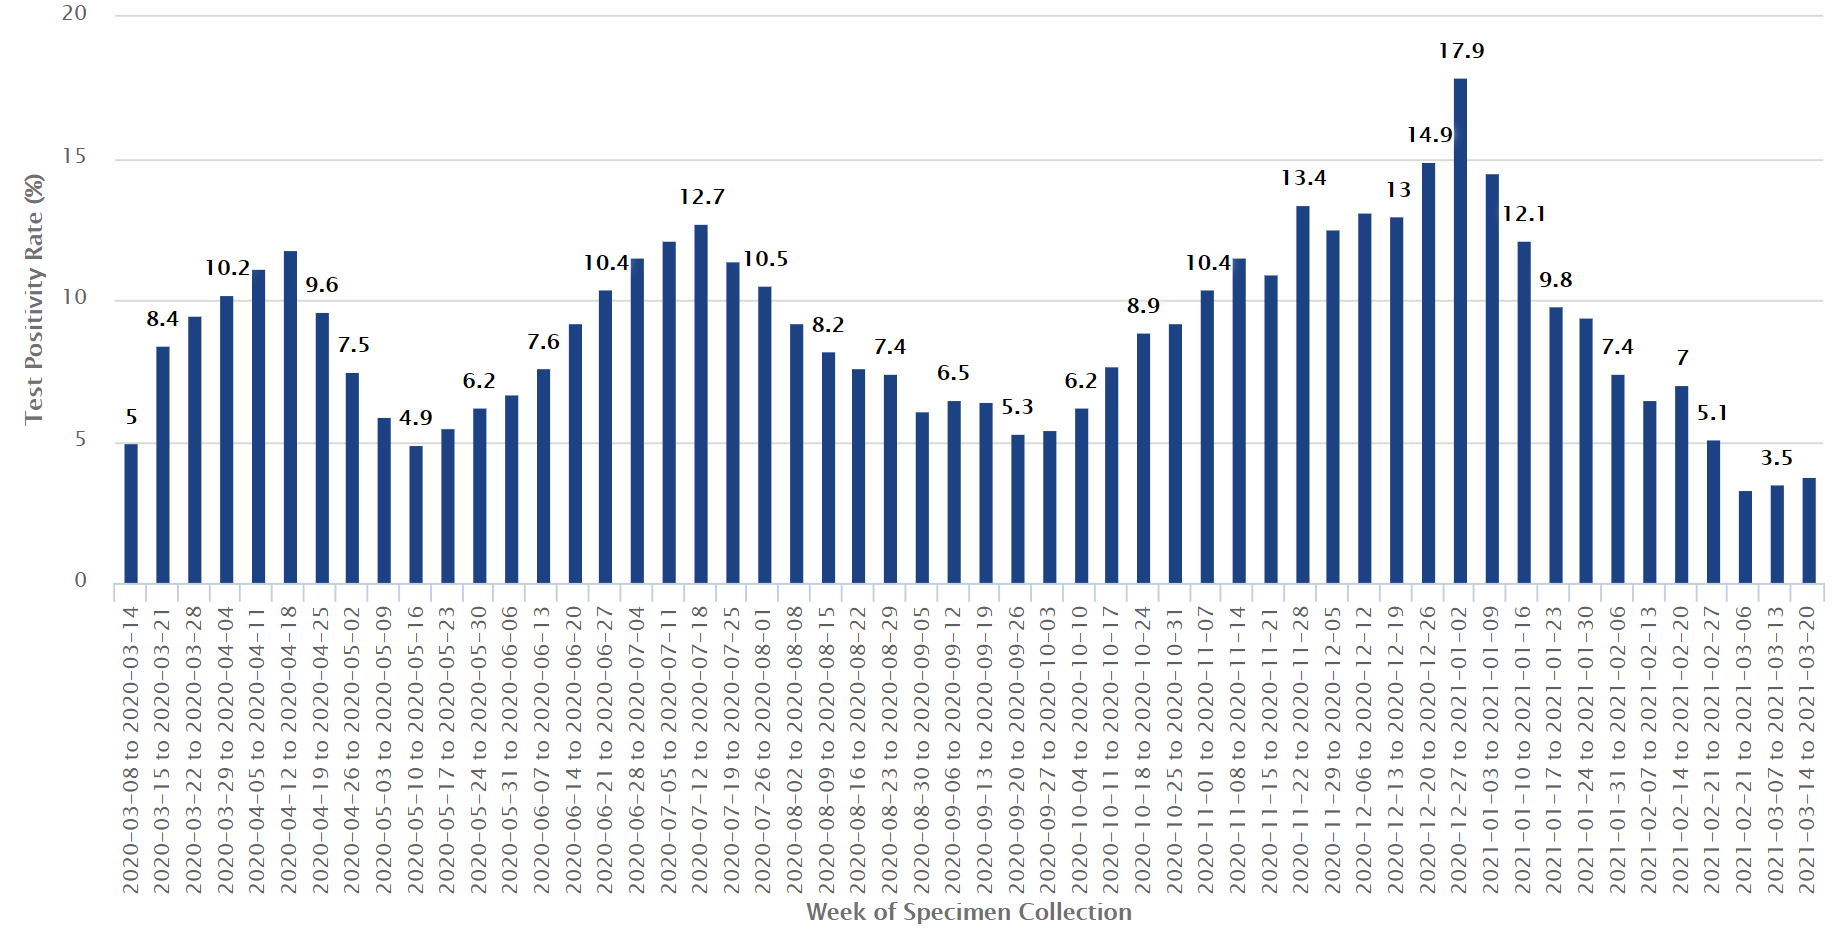 20
15
10
5
0
Test Positivity Rate (%)
5
8.4
10.2
9.6
7.5
4.9
6.2
7.6
10.4
12.7
10.5
8.2
7.4
6.5
5.3
6.2
8.9
10.4
13.4
13
14.9
17.9
12.1
9.8
7.4
7
5.1
3.5
2020-03-08 to 2020-03-14
2020-03-15 to 2020-03-21
2020-03-22 to 2020-03-28
2020-03-29 to 2020-04-04
2020-04-05 to 2020-04-11
2020-04-12 to 2020-04-18
2020-04-19 to 2020-04-25
2020-04-26 to 2020-05-02
2020-05-03 to 2020-05-09
2020-05-10 to 2020-05-16
2020-05-17 to 2020-05-23
2020-05-24 to 2020-05-30
2020-05-31 to 2020-06-06
2020-06-07 to 2020-06-13
2020-06-14 to 2020-06-20
2020-06-21 to 2020-06-27
2020-06-28 to 2020-07-04
2020-07-05 to 2020-07-11
2020-07-12 to 2020-07-18
2020-07-19 to 2020-07-25
2020-07-26 to 2020-08-01
2020-08-02 to 2020-08-08
2020-08-09 to 2020-08-15
2020-08-16 to 2020-08-22
2020-08-23 to 2020-08-29
2020-08-30 to 2020-09-05
2020-09-06 to 2020-09-12
2020-09-13 to 2020-09-19
2020-09-20 to 2020-09-26
2020-09-27 to 2020-10-03
2020-10-04 to 2020-10-10
2020-10-11 to 2020-10-17
2020-10-18 to 2020-10-24
2020-10-25 to 2020-10-31
2020-11-01 to 2020-11-07
2020-11-08 to 2020-11-14
2020-11-15 to 2020-11-21
2020-11-22 to 2020-11-28
2020-11-29 to 2020-12-05
2020-12-06 to 2020-12-12
2020-12-13 to 2020-12-19
2020-12-20 to 2020-12-26
2020-12-27 to 2021-01-02
2021-01-03 to 2021-01-09
2021-01-10 to 2021-01-16
2021-01-17 to 2021-01-23
2021-01-24 to 2021-01-30
2021-01-31 to 2021-02-06
2021-02-07 to 2021-02-13
2021-02-14 to 2021-02-20
2021-02-21 to 2021-02-27
2021-02-21 to 2021-03-06
2021-03-07 to 2021-03-13
2021-03-14 to 2021-03-20
Week of Specimen Collection